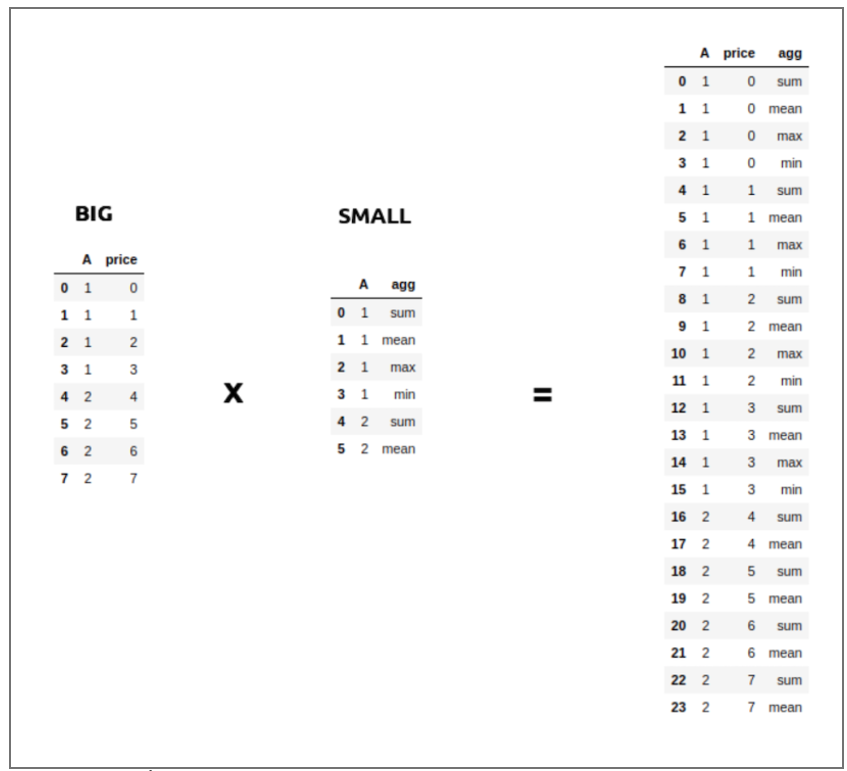 BIG
A price
0 1 0
1 1 1
2 1 2
3 1 3
4 2 4
5 2 5
6 2 6
7 2 7
X
SMALL
A agg
0 1 sum
1 1 mean
2 1 max
3 1 min
4 2 sum
5 2 mean
=
A price agg
0 1 0 sum
1 1 0 mean
2 1 0 max
3 1 0 min
4 1 1 sum
5 1 1 mean
6 1 1 max
7 1 1 min
8 1 2 sum
9 1 2 mean
10 1 2 max
11 1 2 min
12 1 3 sum
13 1 3 mean
14 1 3 max
15 1 3 min
16 2 4 sum
17 2 4 mean
18 2 5 sum
19 2 5 mean
20 2 6 sum
21 2 6 mean
22 2 7 sum
23 2 7 mean